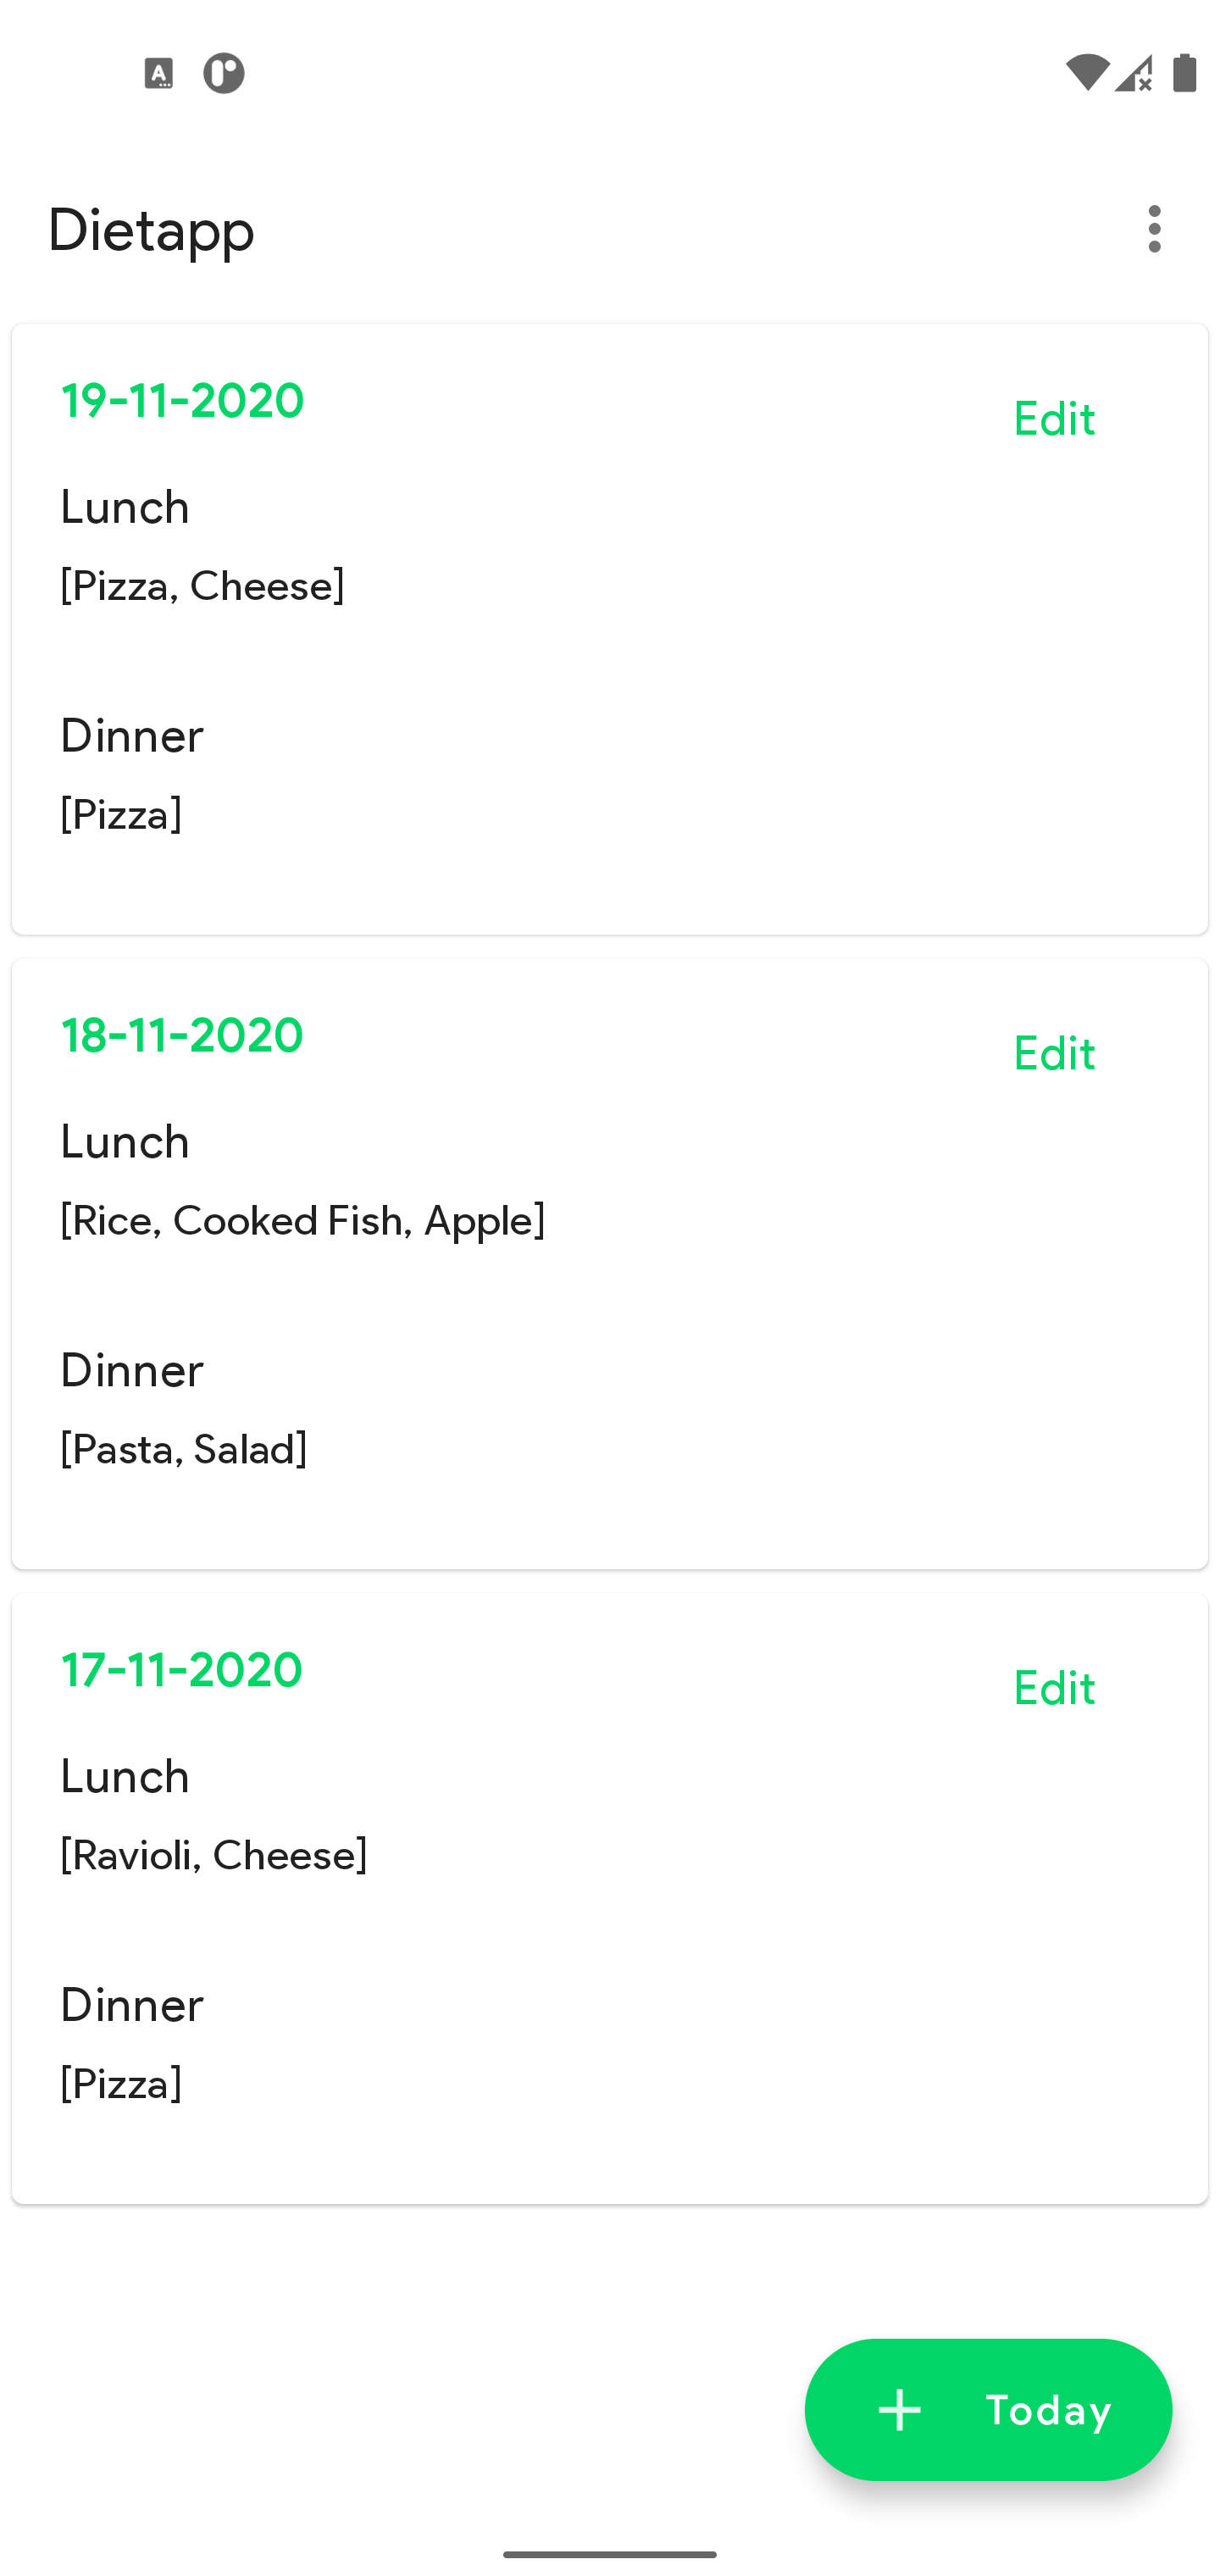 Dietapp
19-11-2020
Edit
Lunch
[Pizza, Cheese]
Dinner
[Pizza]
18-11-2020
Edit
Lunch
[Rice, Cooked Fish, Apple]
Dinner
[Pasta, Salad]
17-11-2020
Edit
Lunch
[Ravioli, Cheese]
Dinner
[Pizza]
Today